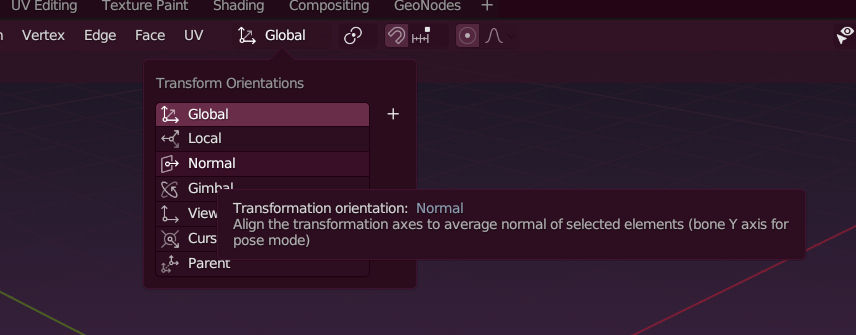 UV Editing Texture Paint Shading Compositing GeoNodes +
Vertex Edge Face UV Global
Transform Orientations
Global +
Local
Normal
Gimbal
View
Transformation orientation: Normal
Align the transformation axes to average normal of selected elements (bone Y axis for
pose mode)
Curs
Parent